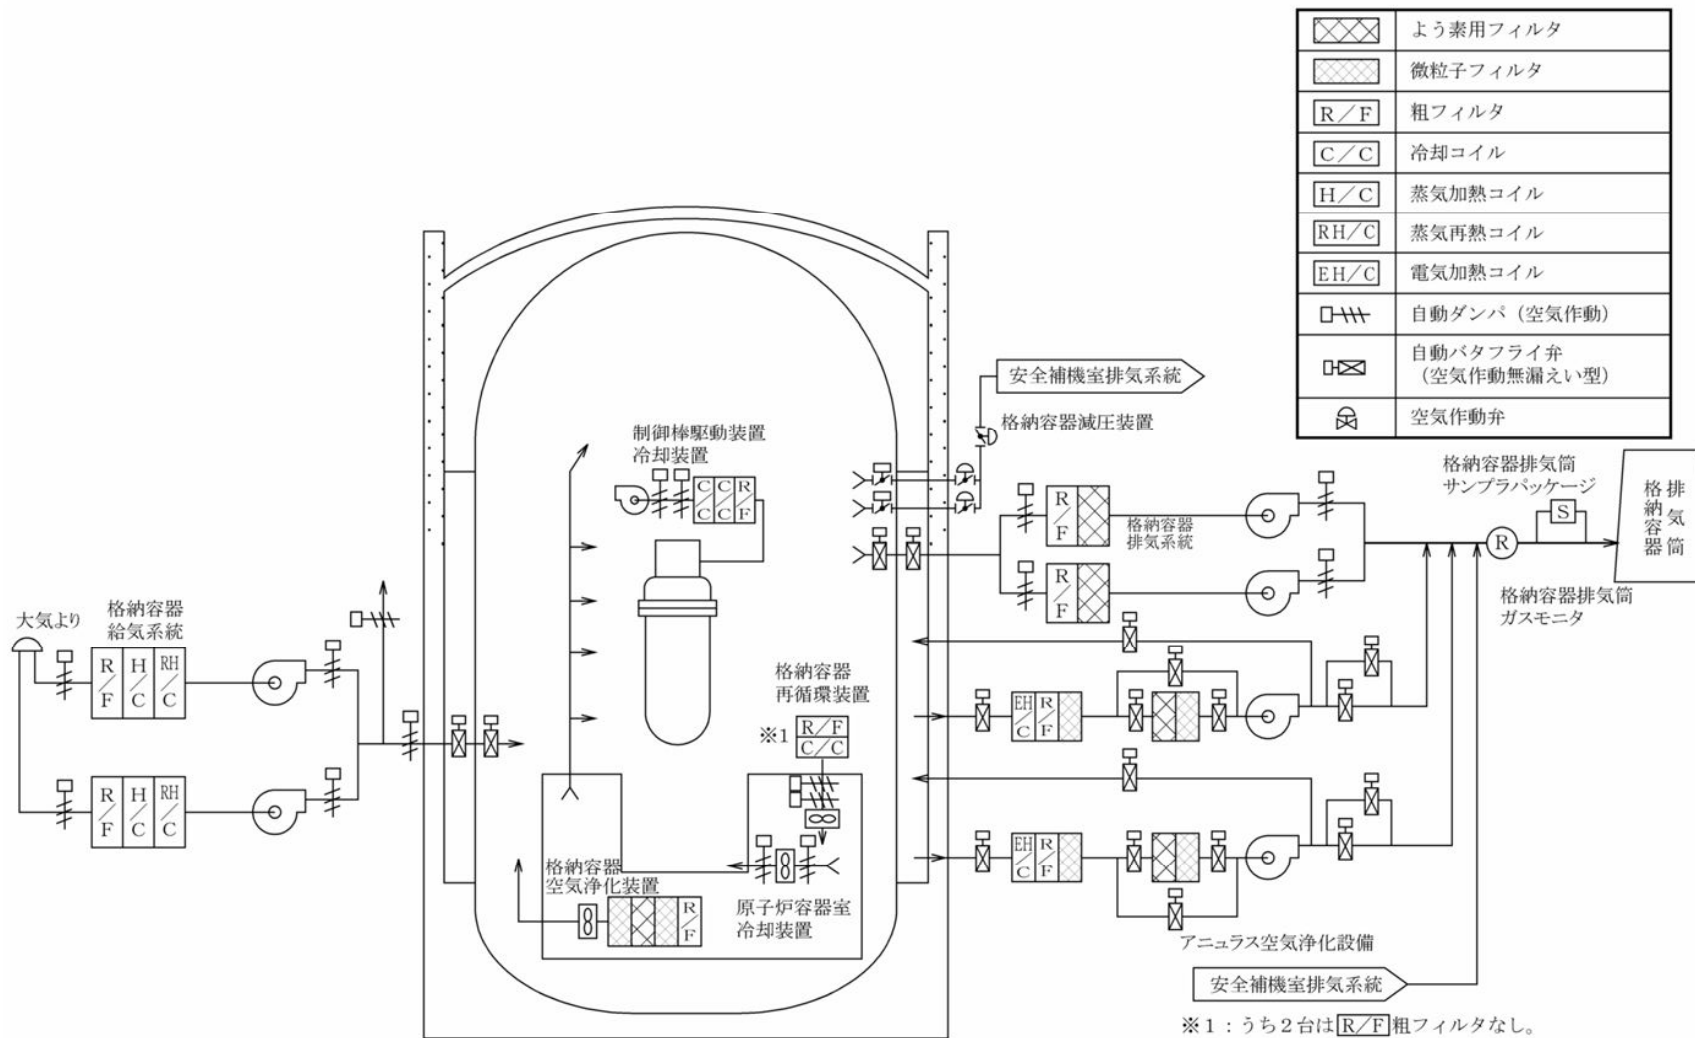 よう素用フィルタ
微粒子フィルタ
R/F 粗フィルタ
C/C 冷却コイル
H/C 蒸気加熱コイル
RH/C 蒸気再熱コイル
EH/C 電気加熱コイル
自動ダンパ（空気作動）
自動バタフライ弁
（空気作動無漏えい型）
空気作動弁
安全補機室排気系統
格納容器減圧装置
制御棒駆動装置
冷却装置
C/C C/C R/F
格納容器排気筒
サンプラパッケージ
S
格納容器
排気筒
R/F
格納容器
排気系統
R
R/F
格納容器排気筒
ガスモニタ
大気より
格納容器
給気系統
R/F H/C RH/C
格納容器
再循環装置
※1
R/F
C/C
EH/C R/F
R/F H/C RH/C
EH/C R/F
格納容器
空気浄化装置
R/F
原子炉容器室
冷却装置
アニュラス空気浄化設備
安全補機室排気系統
※1：うち2台はR/F粗フィルタなし。